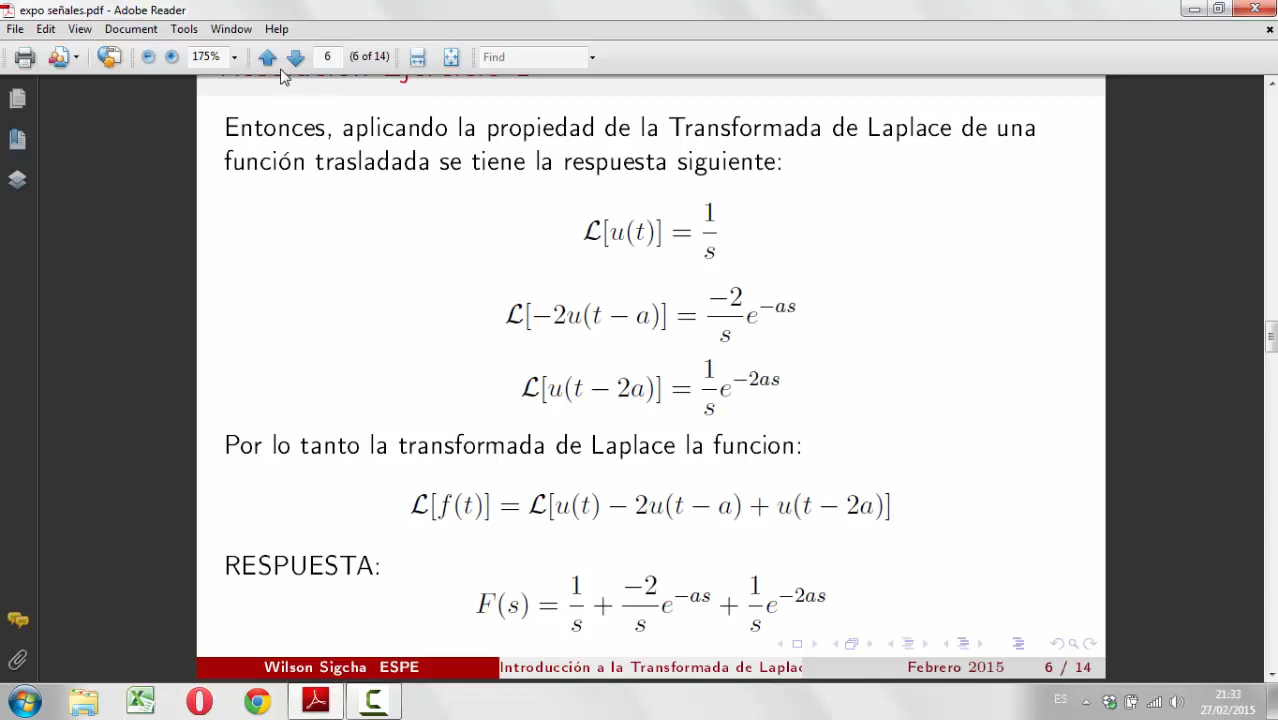 expo señales.pdf - Adobe Reader
File Edit View Document Tools Window Help
175% 6 (6 of 14) Find
Entonces, aplicando la propiedad de la Transformada de Laplace de una
función trasladada se tiene la respuesta siguiente:
ℒ[u(t)] = 1/s
ℒ[−2u(t − a)] = −2/s e^{−as}
ℒ[u(t − 2a)] = 1/s e^{−2as}
Por lo tanto la transformada de Laplace la funcion:
ℒ[f(t)] = ℒ[u(t) − 2u(t − a) + u(t − 2a)]
RESPUESTA:
F(s) = 1/s + −2/s e^{−as} + 1/s e^{−2as}
Wilson Sigcha ESPE Introducción a la Transformada de Laplac Febrero 2015 6 / 14
ES 21:33
27/02/2015